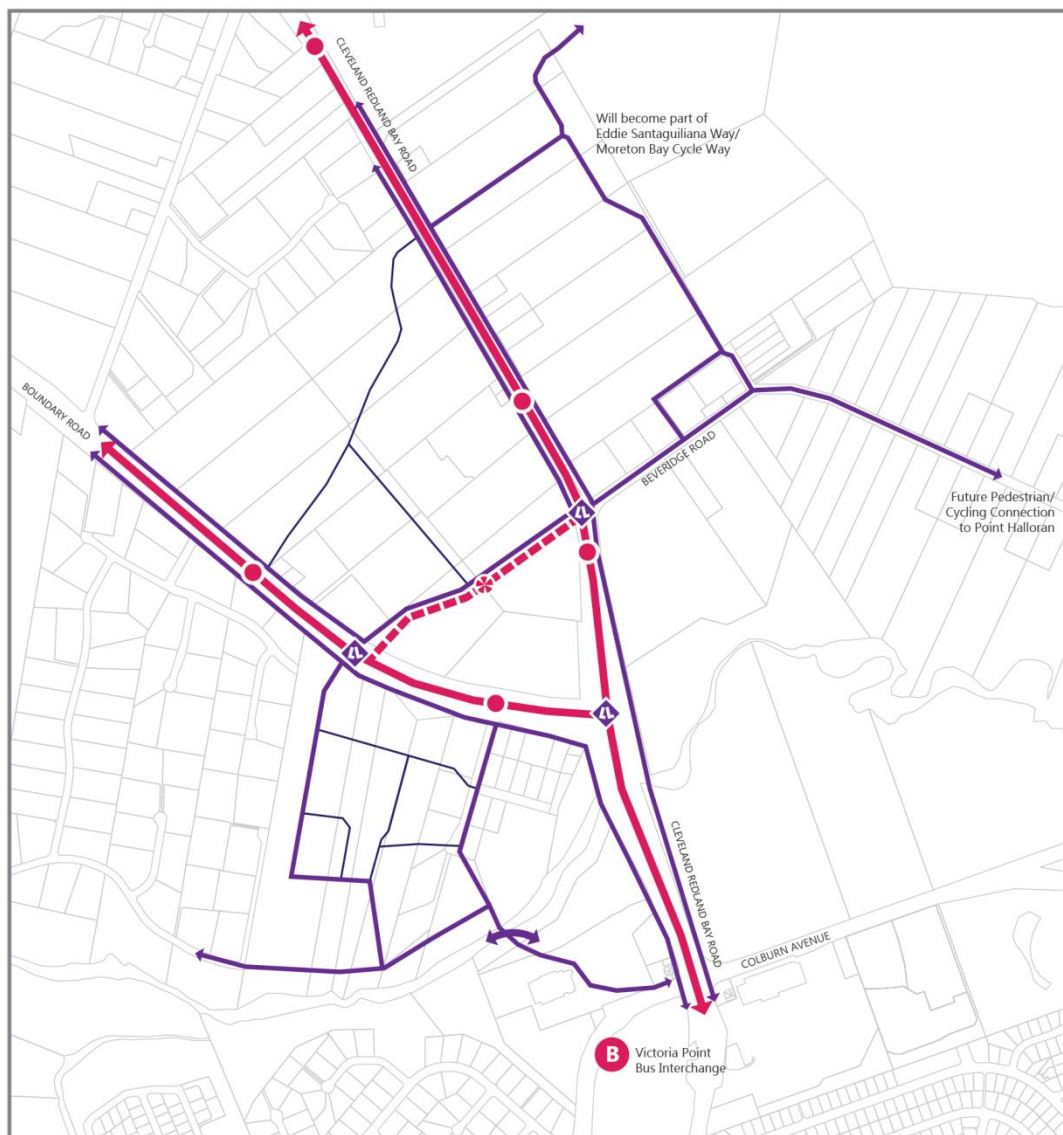 CLEVELAND REDLAND BAY ROAD
Will become part of
Eddie Santaguiliana Way/
Moreton Bay Cycle Way
BOUNDARY ROAD
BEVERIDGE ROAD
Future Pedestrian/
Cycling Connection
to Point Halloran
CLEVELAND REDLAND BAY ROAD
COLBURN AVENUE
B
Victoria Point
Bus Interchange